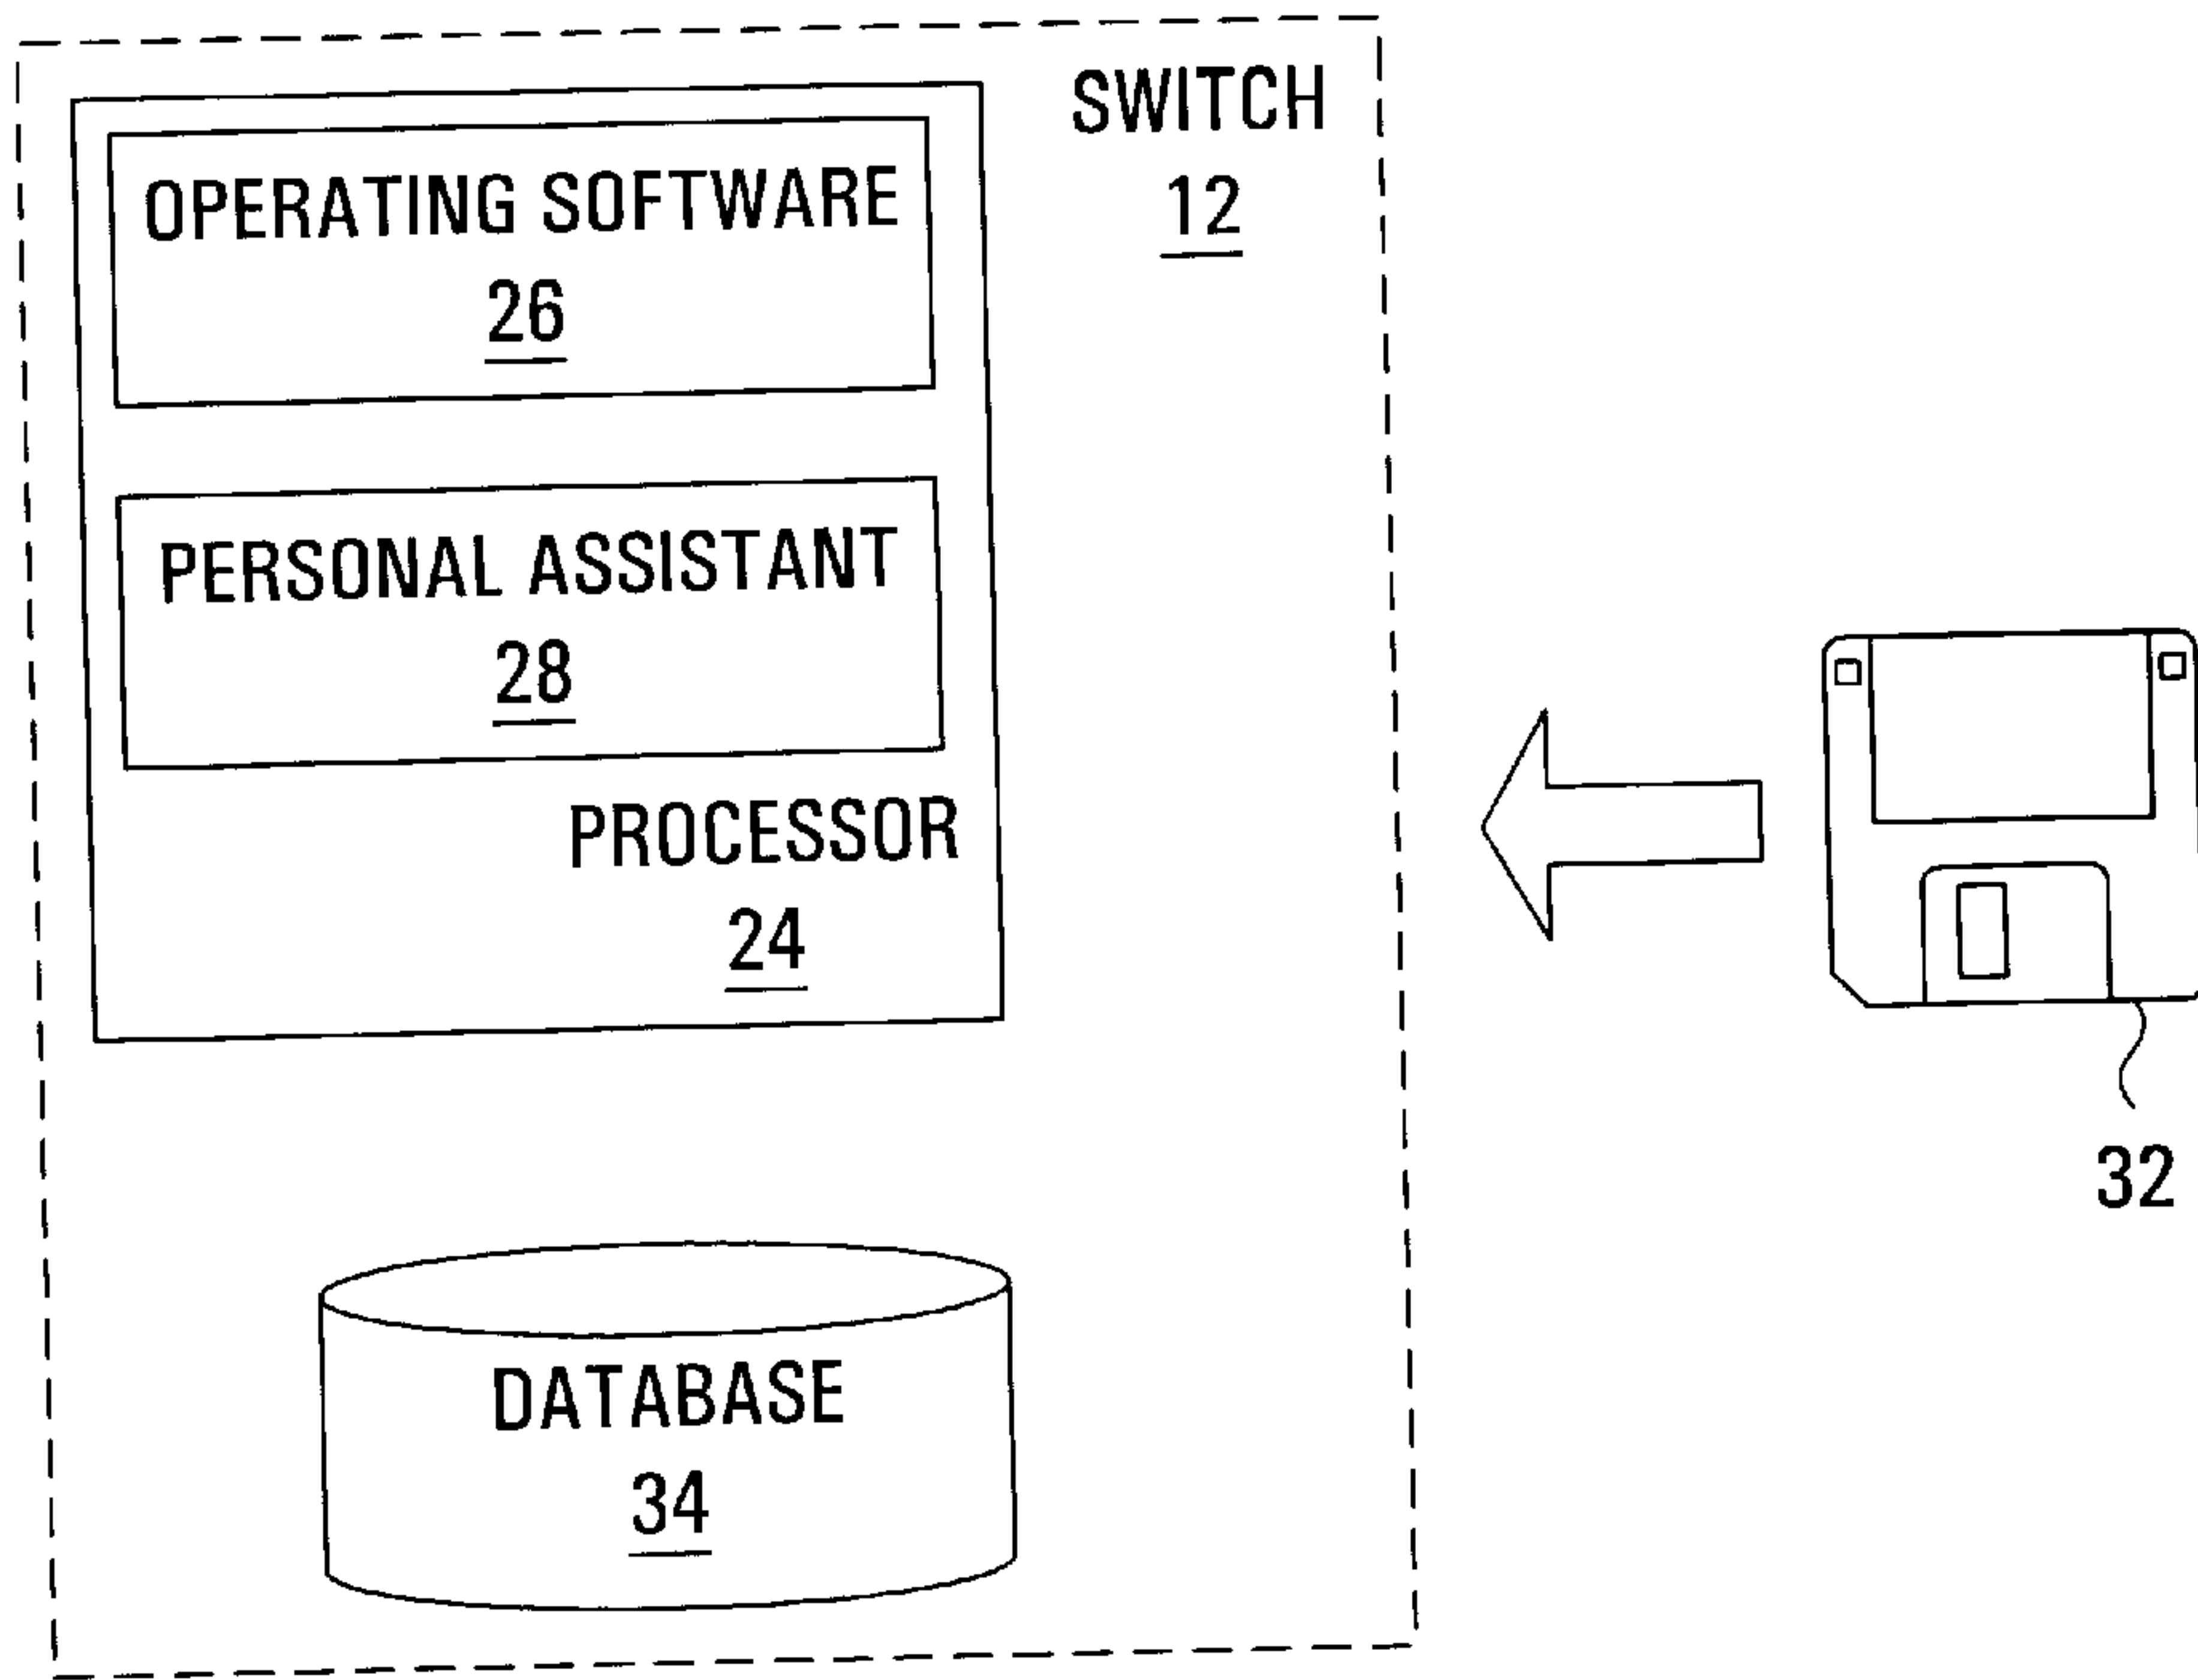 SWITCH
12
OPERATING SOFTWARE
26
PERSONAL ASSISTANT
28
PROCESSOR
24
32
DATABASE
34